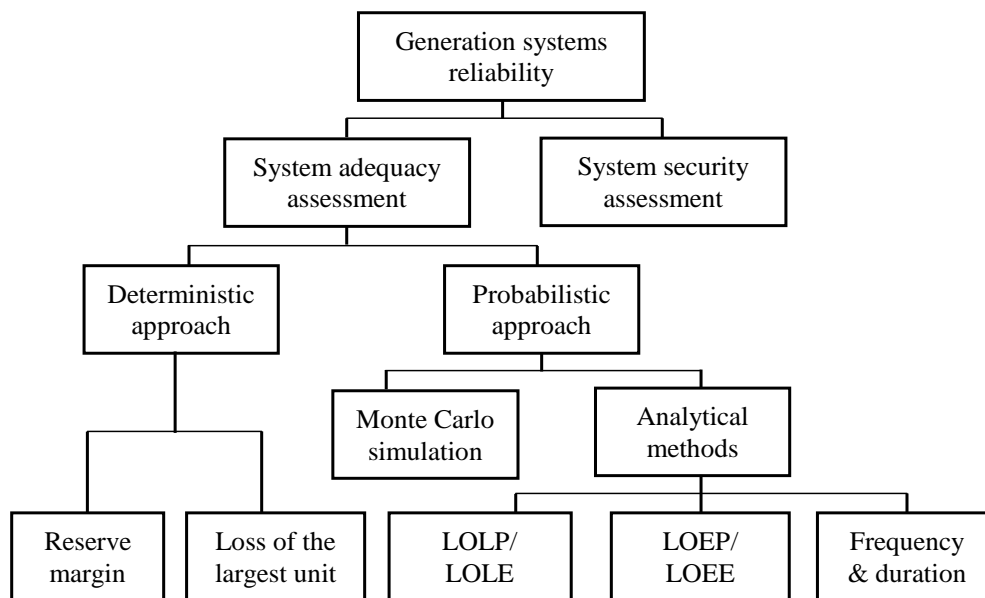 Generation systems
reliability
System adequacy
assessment
System security
assessment
Deterministic
approach
Probabilistic
approach
Monte Carlo
simulation
Analytical
methods
Reserve
margin
Loss of the
largest unit
LOLP/
LOLE
LOEP/
LOEE
Frequency
& duration